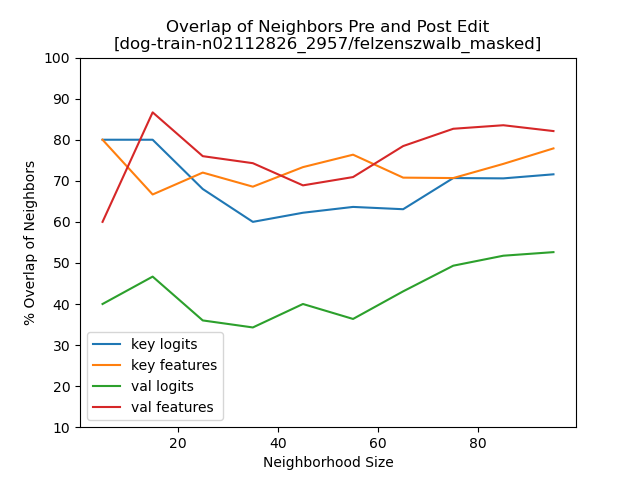 Overlap of Neighbors Pre and Post Edit
[dog-train-n02112826_2957/felzenszwalb_masked]
100
90
80
70
60
50
40
30
20
10
% Overlap of Neighbors
key logits
key features
val logits
val features
20 40 60 80
Neighborhood Size